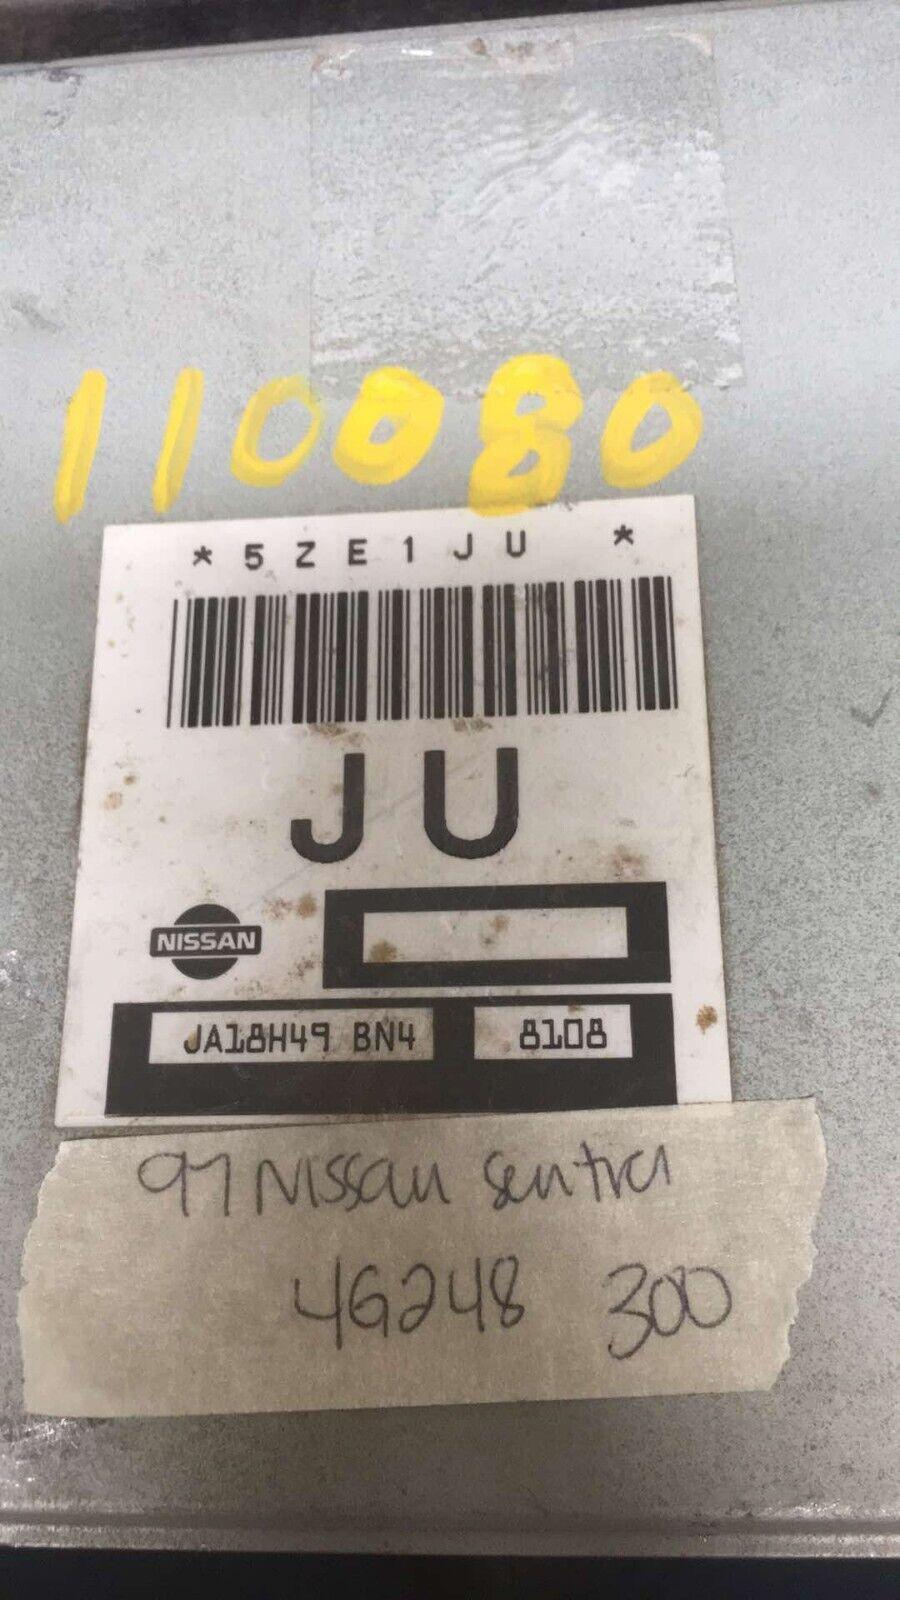 110080
*5ZE1JU *
JU
NISSAN
JA18H49 BN4 8108
97 Nissan Sentra
4G248 300